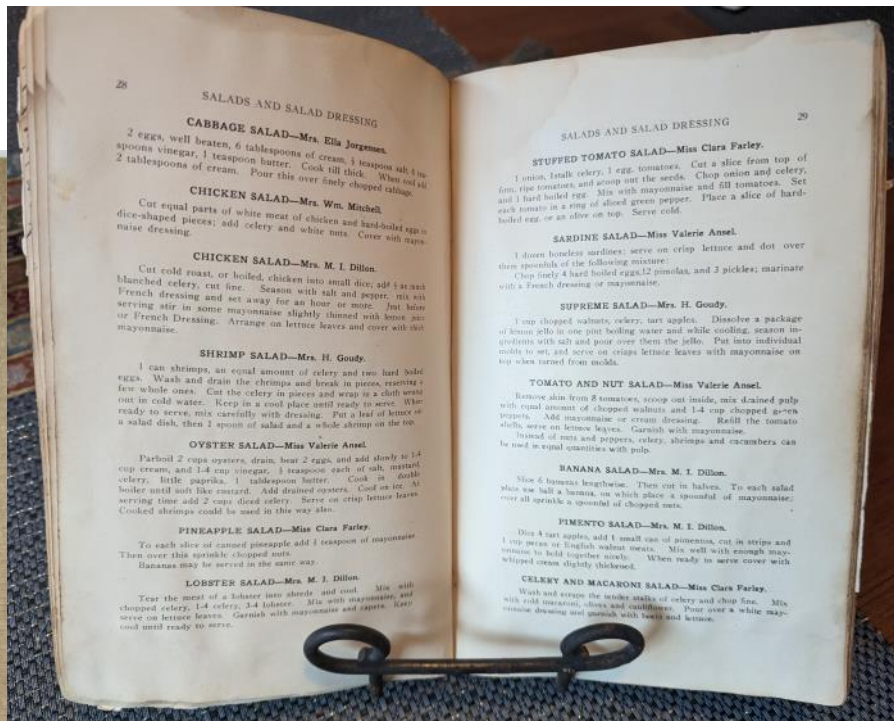 28
SALADS AND SALAD DRESSING
CABBAGE SALAD—Mrs. Ella Jorgensen.
2 eggs, well beaten, 6 tablespoons of cream, ½ teaspoon salt, 6 tea-
spoons vinegar, ½ teaspoon butter. Cook till thick. When cool add
2 tablespoons of cream. Pour this over finely chopped cabbage.
CHICKEN SALAD—Mrs. Wm. Mitchell.
Cut equal parts of white meat of chicken and hard-boiled eggs in
dice-shaped pieces; add celery and white nuts. Cover with mayon-
naise dressing.
CHICKEN SALAD—Mrs. M. I. Dillon.
Cut cold roast, or boiled, chicken into small dice; add ½ as much
blanched celery, cut fine. Season with salt and pepper, mix with
French dressing and set away for an hour or more. Just before
serving stir in some mayonnaise slightly thinned with lemon juice
or French Dressing. Arrange on lettuce leaves and cover with thick
mayonnaise.
SHRIMP SALAD—Mrs. H. Goudy.
1 can shrimps, an equal amount of celery and two hard boiled
eggs. Wash and drain the chrimps and break in pieces, reserving a
few whole ones. Cut the celery in pieces and wrap in a cloth wrund
out in cold water. Keep in a cool place until ready to serve. When
ready to serve, mix carefully with dressing. Put a leaf of lettuce on
a salad dish, then 1 spoon of salad and a whole shrimp on the top.
OYSTER SALAD—Miss Valerie Ansel.
Parboil 2 cups oysters, drain, beat 2 eggs, and add slowly to 1-4
cup cream, and 1-4 cup vinegar, ½ teaspoon each of salt, mustard,
celery, little paprika, 1 tablespoon butter. Cook in double
boiler until soft like custard. Add drained oysters. Cool on ice. At
serving time add 2 cups diced celery. Serve on crisp lettuce leaves.
Cooked shrimps could be used in this way also.
PINEAPPLE SALAD—Miss Clara Farley.
To each slice of canned pineapple add ½ teaspoon of mayonnaise
Then over this sprinkle chopped nuts.
Bananas may be served in the same way.
LOBSTER SALAD—Mrs. M. I. Dillon.
Tear the meat of a lobster into shreds and cool. Mix with
chopped celery, 1-4 celery, 3-4 lobster. Mix with mayonnaise, and
serve on lettuce leaves. Garnish with mayonnaise and capers. Keep
cool until ready to serve.
29
SALADS AND SALAD DRESSING
STUFFED TOMATO SALAD—Miss Clara Farley.
1 onion, 1stalk celery, 1 egg, tomatoes. Cut a slice from top of
firm, ripe tomatoes, and scoop out the seeds. Chop onion and celery,
and 1 hard boiled egg. Mix with mayonnaise and fill tomatoes. Set
each tomato in a ring of sliced green pepper. Place a slice of hard-
boiled egg, or an olive on top. Serve cold.
SARDINE SALAD—Miss Valerie Ansel.
1 dozen boneless sardines; serve on crisp lettuce and dot over
them spoonfuls of the following mixture:
Chop finely 4 hard boiled eggs,12 pimolas, and 3 pickles; marinate
with a French dressing or mayonnaise.
SUPREME SALAD—Mrs. H. Goudy.
1 cup chopped walnuts, celery, tart apples. Dissolve a package
of lemon jello in one pint boiling water and while cooling, season in-
gredients with salt and pour over them the jello. Put into individual
molds to set, and serve on crisps lettuce leaves with mayonnaise on
top when turned from molds.
TOMATO AND NUT SALAD—Miss Valerie Ansel.
Remove skin from 8 tomatoes, scoop out inside, mix drained pulp
with equal amount of chopped walnuts and 1-4 cup chopped green
peppers. Add mayonnaise or cream dressing. Refill the tomato
shells, serve on lettuce leaves. Garnish with mayonnaise.
Instead of nuts and peppers, celery, shrimps and cucumbers can
be used in equal quantities with pulp.
BANANA SALAD—Mrs. M. I. Dillon.
Slice 6 bananas lengthwise. Then cut in halves. To each salad
place use half a banana, on which place a spoonful of mayonnaise;
over all sprinkle a spoonful of chopped nuts.
PIMENTO SALAD—Mrs. M. I. Dillon.
Dice 4 tart apples, add 1 small can of pimentos, cut in strips and
1 cup pecan or English walnut meats. Mix well with enough may-
onnaise to hold together nicely. When ready to serve cover with
whipped cream slightly thickened.
CELERY AND MACARONI SALAD—Miss Clara Farley.
Wash and scrape the tender stalks of celery and chop fine. Mix
with cold macaroni, olives and cauliflower. Pour over a white may-
onnaise dressing and garnish with beets and lettuce.